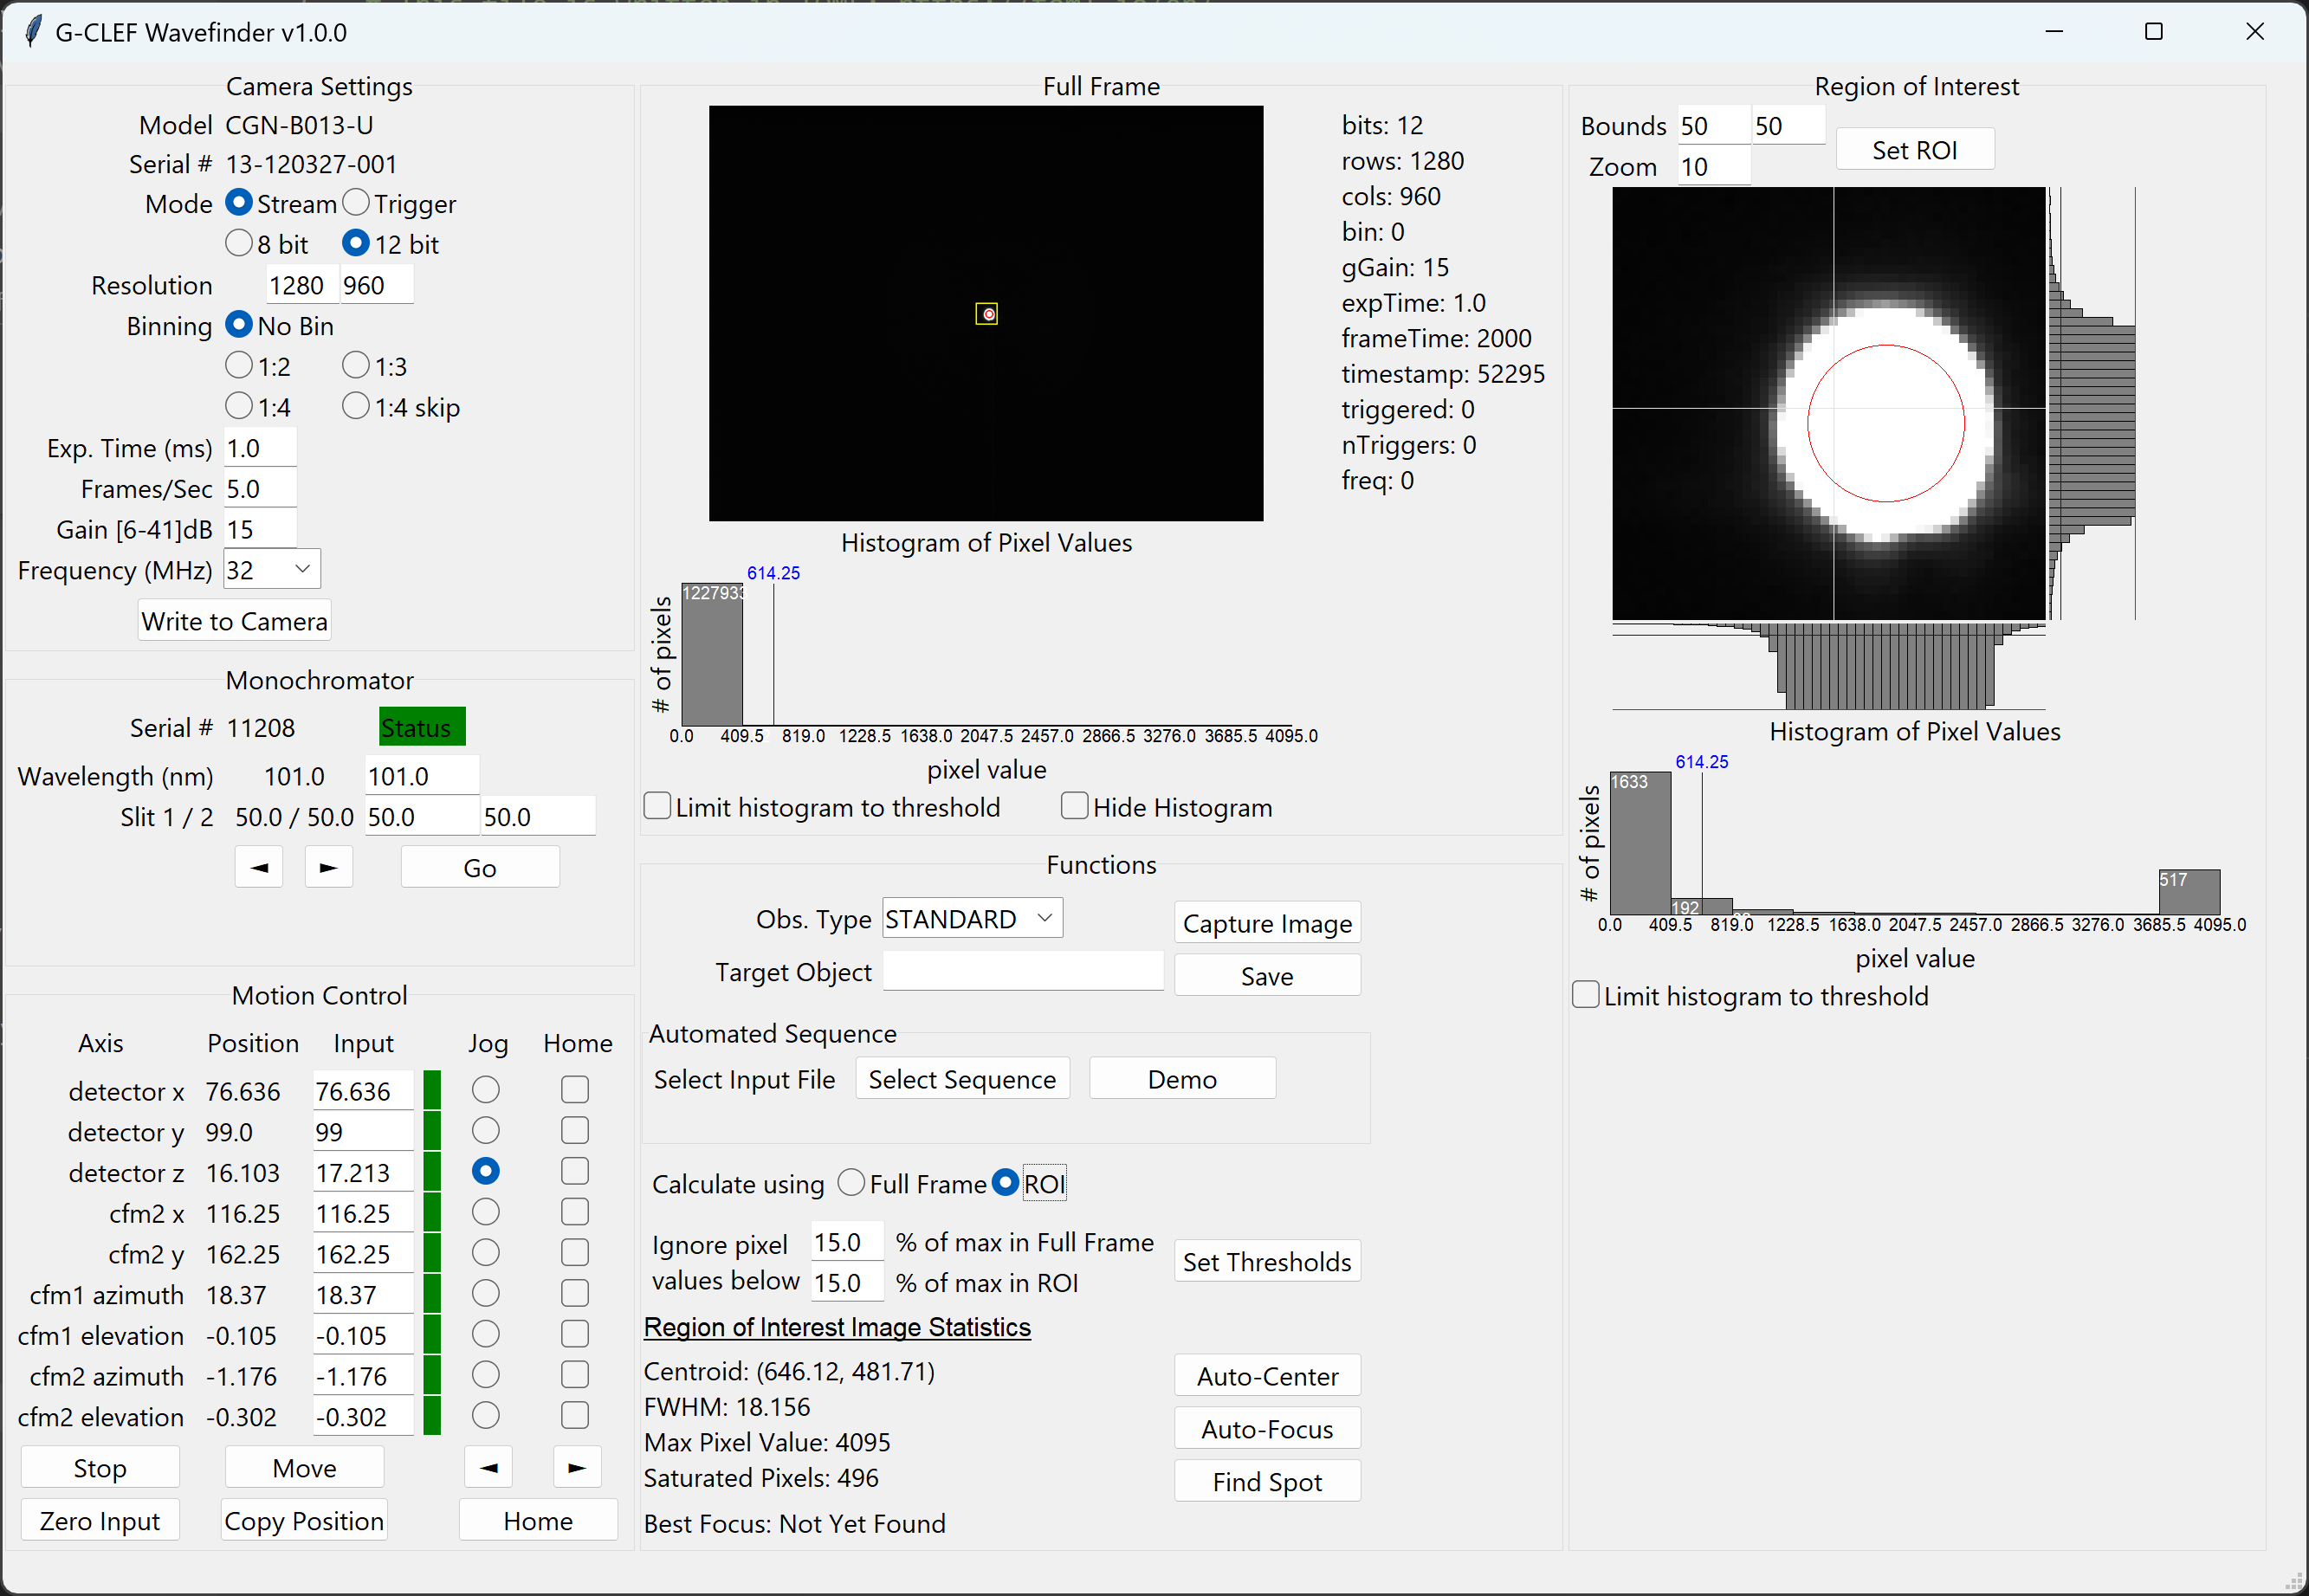 G-CLEF Wavefinder v1.0.0
Camera Settings
Model CGN-B013-U
Serial # 13-120327-001
Mode Stream Trigger
8 bit 12 bit
Resolution 1280 960
Binning No Bin
1:2 1:3
1:4 1:4 skip
Exp. Time (ms) 1.0
Frames/Sec 5.0
Gain [6-41]dB 15
Frequency (MHz) 32
Write to Camera
Monochromator
Serial # 11208 Status
Wavelength (nm) 101.0 101.0
Slit 1 / 2 50.0 / 50.0 50.0 50.0
◄ ► Go
Motion Control
Axis Position Input Jog Home
detector x 76.636 76.636
detector y 99.0 99
detector z 16.103 17.213
cfm2 x 116.25 116.25
cfm2 y 162.25 162.25
cfm1 azimuth 18.37 18.37
cfm1 elevation -0.105 -0.105
cfm2 azimuth -1.176 -1.176
cfm2 elevation -0.302 -0.302
Stop Move ◄ ►
Zero Input Copy Position Home
Full Frame
bits: 12
rows: 1280
cols: 960
bin: 0
gGain: 15
expTime: 1.0
frameTime: 2000
timestamp: 52295
triggered: 0
nTriggers: 0
freq: 0
Histogram of Pixel Values
614.25
1227933
# of pixels
0.0 409.5 819.0 1228.5 1638.0 2047.5 2457.0 2866.5 3276.0 3685.5 4095.0
pixel value
Limit histogram to threshold Hide Histogram
Functions
Obs. Type STANDARD Capture Image
Target Object Save
Automated Sequence
Select Input File Select Sequence Demo
Calculate using Full Frame ROI
Ignore pixel values below
15.0 % of max in Full Frame
15.0 % of max in ROI
Set Thresholds
Region of Interest Image Statistics
Centroid: (646.12, 481.71)
FWHM: 18.156
Max Pixel Value: 4095
Saturated Pixels: 496
Best Focus: Not Yet Found
Auto-Center
Auto-Focus
Find Spot
Region of Interest
Bounds 50 50
Zoom 10
Set ROI
Histogram of Pixel Values
614.25
1633
192
517
# of pixels
0.0 409.5 819.0 1228.5 1638.0 2047.5 2457.0 2866.5 3276.0 3685.5 4095.0
pixel value
Limit histogram to threshold